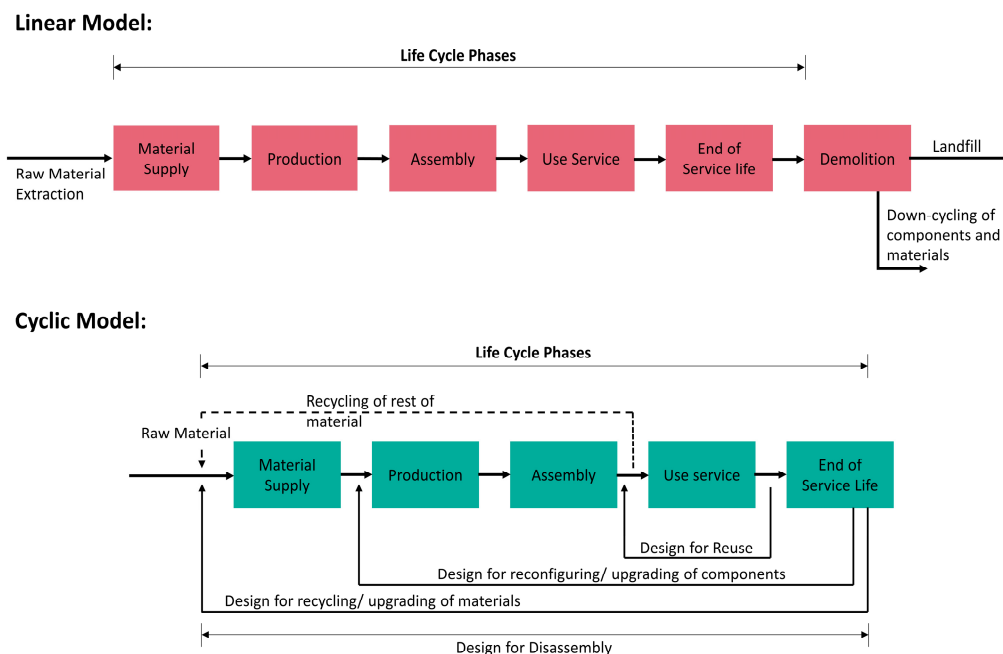 Linear Model:
Life Cycle Phases
Raw Material
Extraction
Material
Supply
Production
Assembly
Use Service
End of
Service life
Demolition
Landfill
Down-cycling of
components and
materials
Cyclic Model:
Life Cycle Phases
Recycling of rest of
material
Raw Material
Material
Supply
Production
Assembly
Use service
End of
Service Life
Design for Reuse
Design for reconfiguring/ upgrading of components
Design for recycling/ upgrading of materials
Design for Disassembly